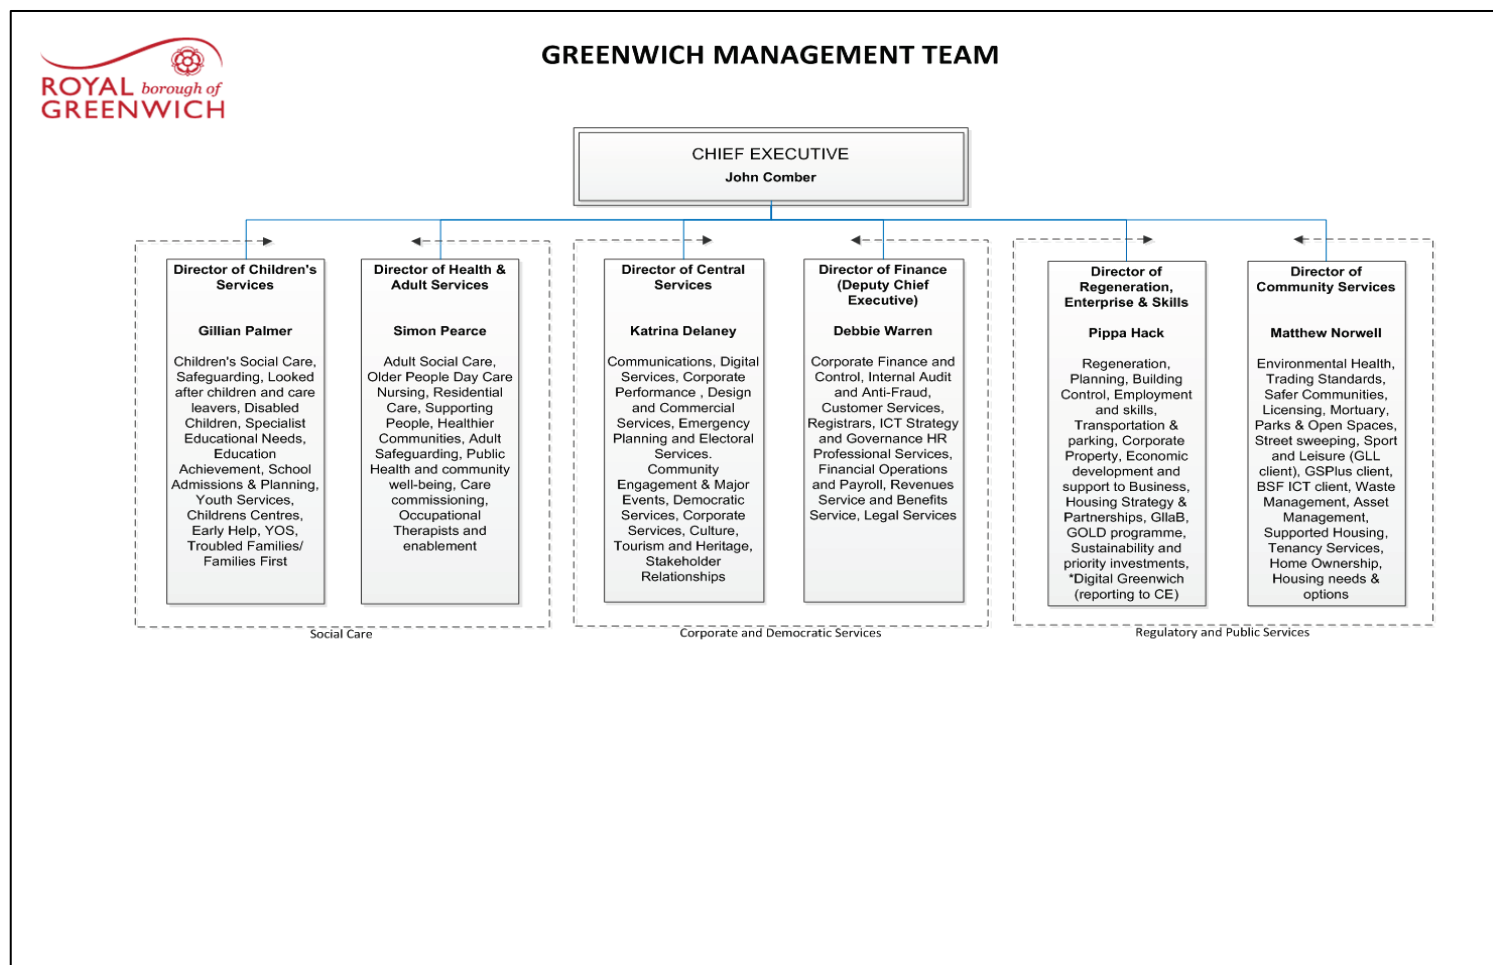 ROYAL borough of
GREENWICH
GREENWICH MANAGEMENT TEAM
CHIEF EXECUTIVE
John Comber
Director of Children's
Services
Gillian Palmer
Children's Social Care,
Safeguarding, Looked
after children and care
leavers, Disabled
Children, Specialist
Educational Needs,
Education
Achievement, School
Admissions & Planning,
Youth Services,
Childrens Centres,
Early Help, YOS,
Troubled Families/
Families First
Director of Health &
Adult Services
Simon Pearce
Adult Social Care,
Older People Day Care
Nursing, Residential
Care, Supporting
People, Healthier
Communities, Adult
Safeguarding, Public
Health and community
well-being, Care
commissioning,
Occupational
Therapists and
enablement
Social Care
Director of Central
Services
Katrina Delaney
Communications, Digital
Services, Corporate
Performance , Design
and Commercial
Services, Emergency
Planning and Electoral
Services.
Community
Engagement & Major
Events, Democratic
Services, Corporate
Services, Culture,
Tourism and Heritage,
Stakeholder
Relationships
Director of Finance
(Deputy Chief
Executive)
Debbie Warren
Corporate Finance and
Control, Internal Audit
and Anti-Fraud,
Customer Services,
Registrars, ICT Strategy
and Governance HR
Professional Services,
Financial Operations
and Payroll, Revenues
Service and Benefits
Service, Legal Services
Corporate and Democratic Services
Director of
Regeneration,
Enterprise & Skills
Pippa Hack
Regeneration,
Planning, Building
Control, Employment
and skills,
Transportation &
parking, Corporate
Property, Economic
development and
support to Business,
Housing Strategy &
Partnerships, GllaB,
GOLD programme,
Sustainability and
priority investments,
*Digital Greenwich
(reporting to CE)
Director of
Community Services
Matthew Norwell
Environmental Health,
Trading Standards,
Safer Communities,
Licensing, Mortuary,
Parks & Open Spaces,
Street sweeping, Sport
and Leisure (GLL
client), GSPlus client,
BSF ICT client, Waste
Management, Asset
Management,
Supported Housing,
Tenancy Services,
Home Ownership,
Housing needs &
options
Regulatory and Public Services